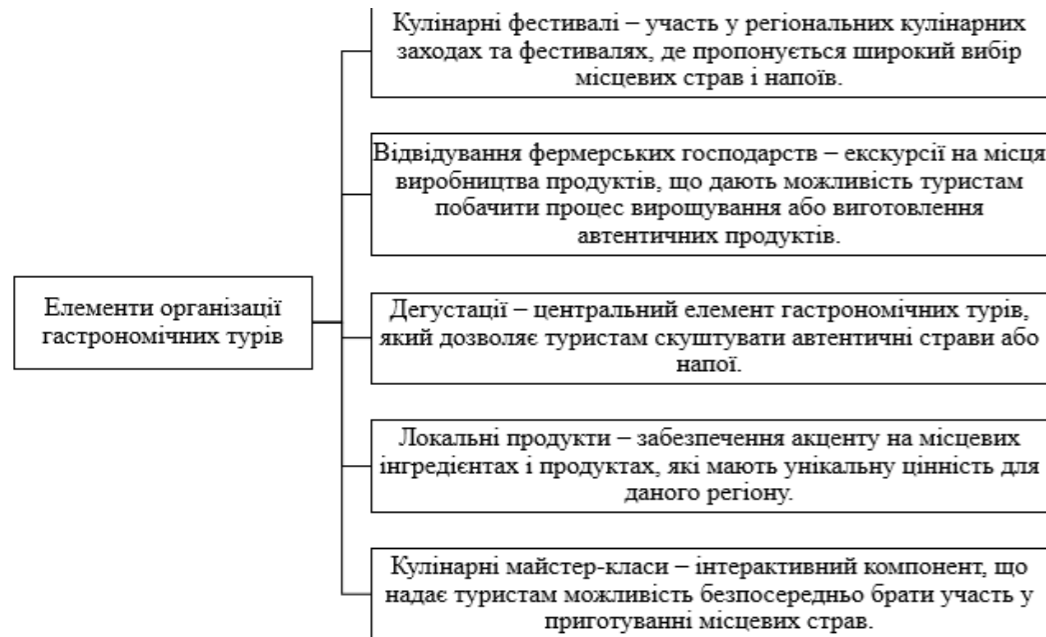 Кулінарні фестивалі – участь у регіональних кулінарних
заходах та фестивалях, де пропонується широкий вибір
місцевих страв і напоїв.
Відвідування фермерських господарств – екскурсії на місця
виробництва продуктів, що дають можливість туристам
побачити процес вирощування або виготовлення
автентичних продуктів.
Елементи організації
гастрономічних турів
Дегустації – центральний елемент гастрономічних турів,
який дозволяє туристам скуштувати автентичні страви або
напої.
Локальні продукти – забезпечення акценту на місцевих
інгредієнтах і продуктах, які мають унікальну цінність для
даного регіону.
Кулінарні майстер-класи – інтерактивний компонент, що
надає туристам можливість безпосередньо брати участь у
приготуванні місцевих страв.